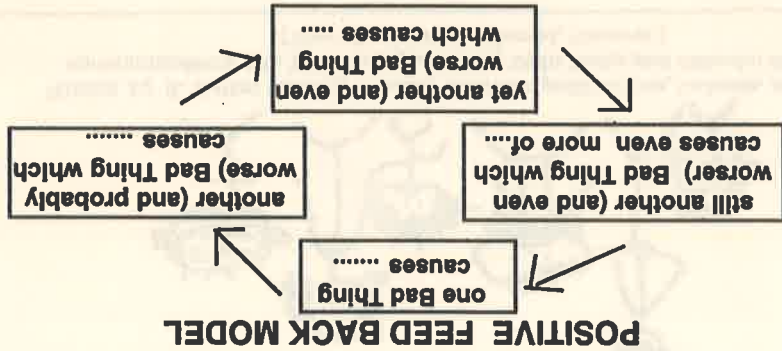 POSITIVE FEED BACK MODEL
one Bad Thing
causes .......
another (and probably
worse) Bad Thing which
causes .......
yet another (and even
worse) Bad Thing
which causes .....
still another (and even
worser) Bad Thing which
causes even more of....